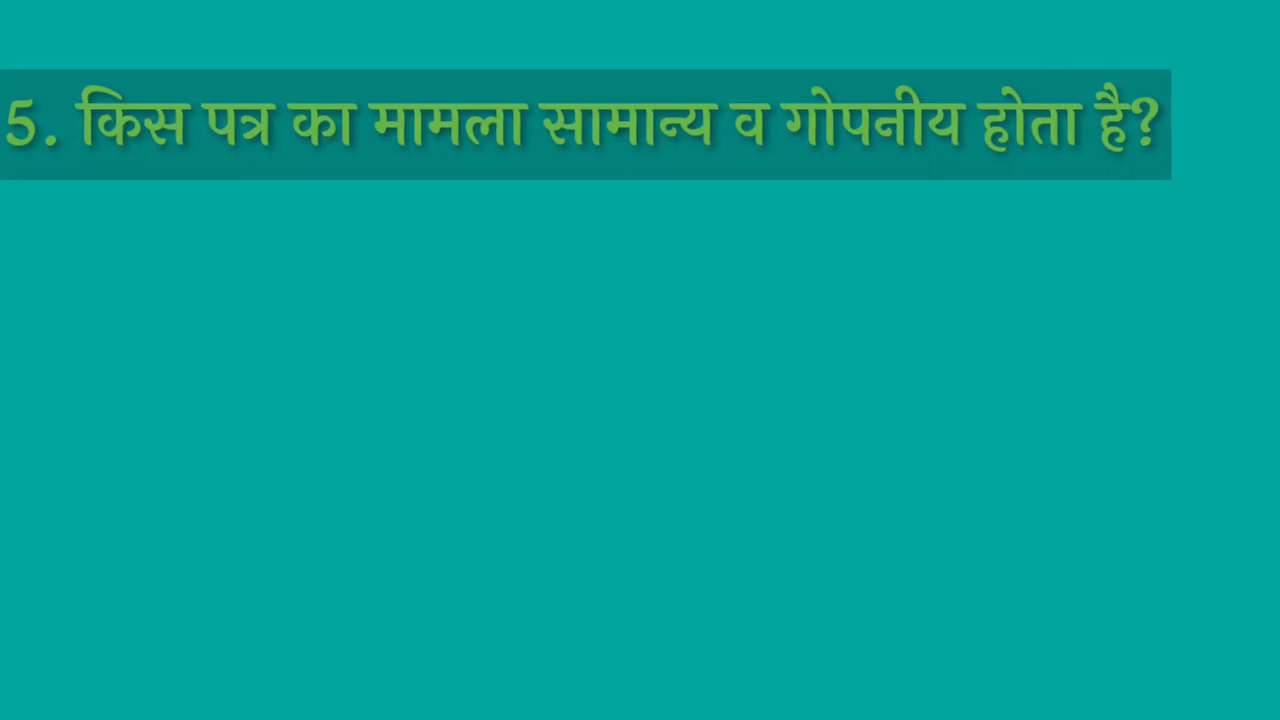 5. किस पत्र का मामला सामान्य व गोपनीय होता है?